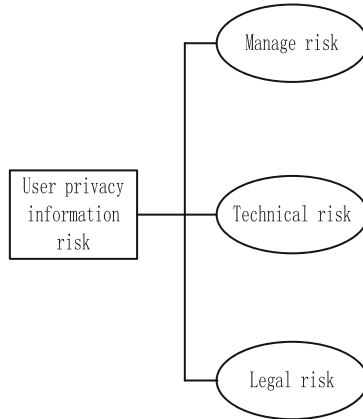 Manage risk
User privacy
information
risk
Technical risk
Legal risk